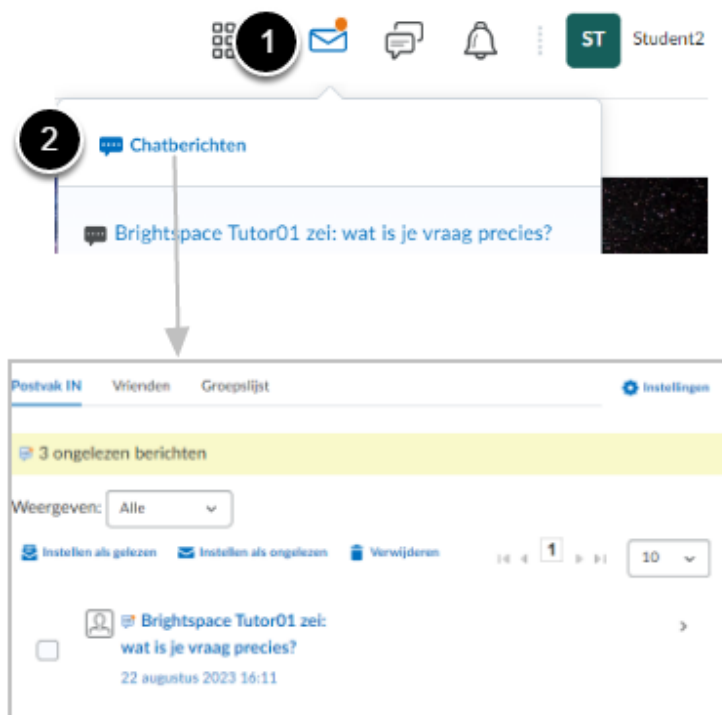 1
ST Student2
2
Chatberichten
Brightspace Tutor01 zei: wat is je vraag precies?
Postvak IN Vrienden Groepslijst Instellingen
3 ongelezen berichten
Weergeven: Alle
Instellen als gelezen Instellen als ongelezen Verwijderen 1 10
Brightspace Tutor01 zei:
wat is je vraag precies?
22 augustus 2023 16:11